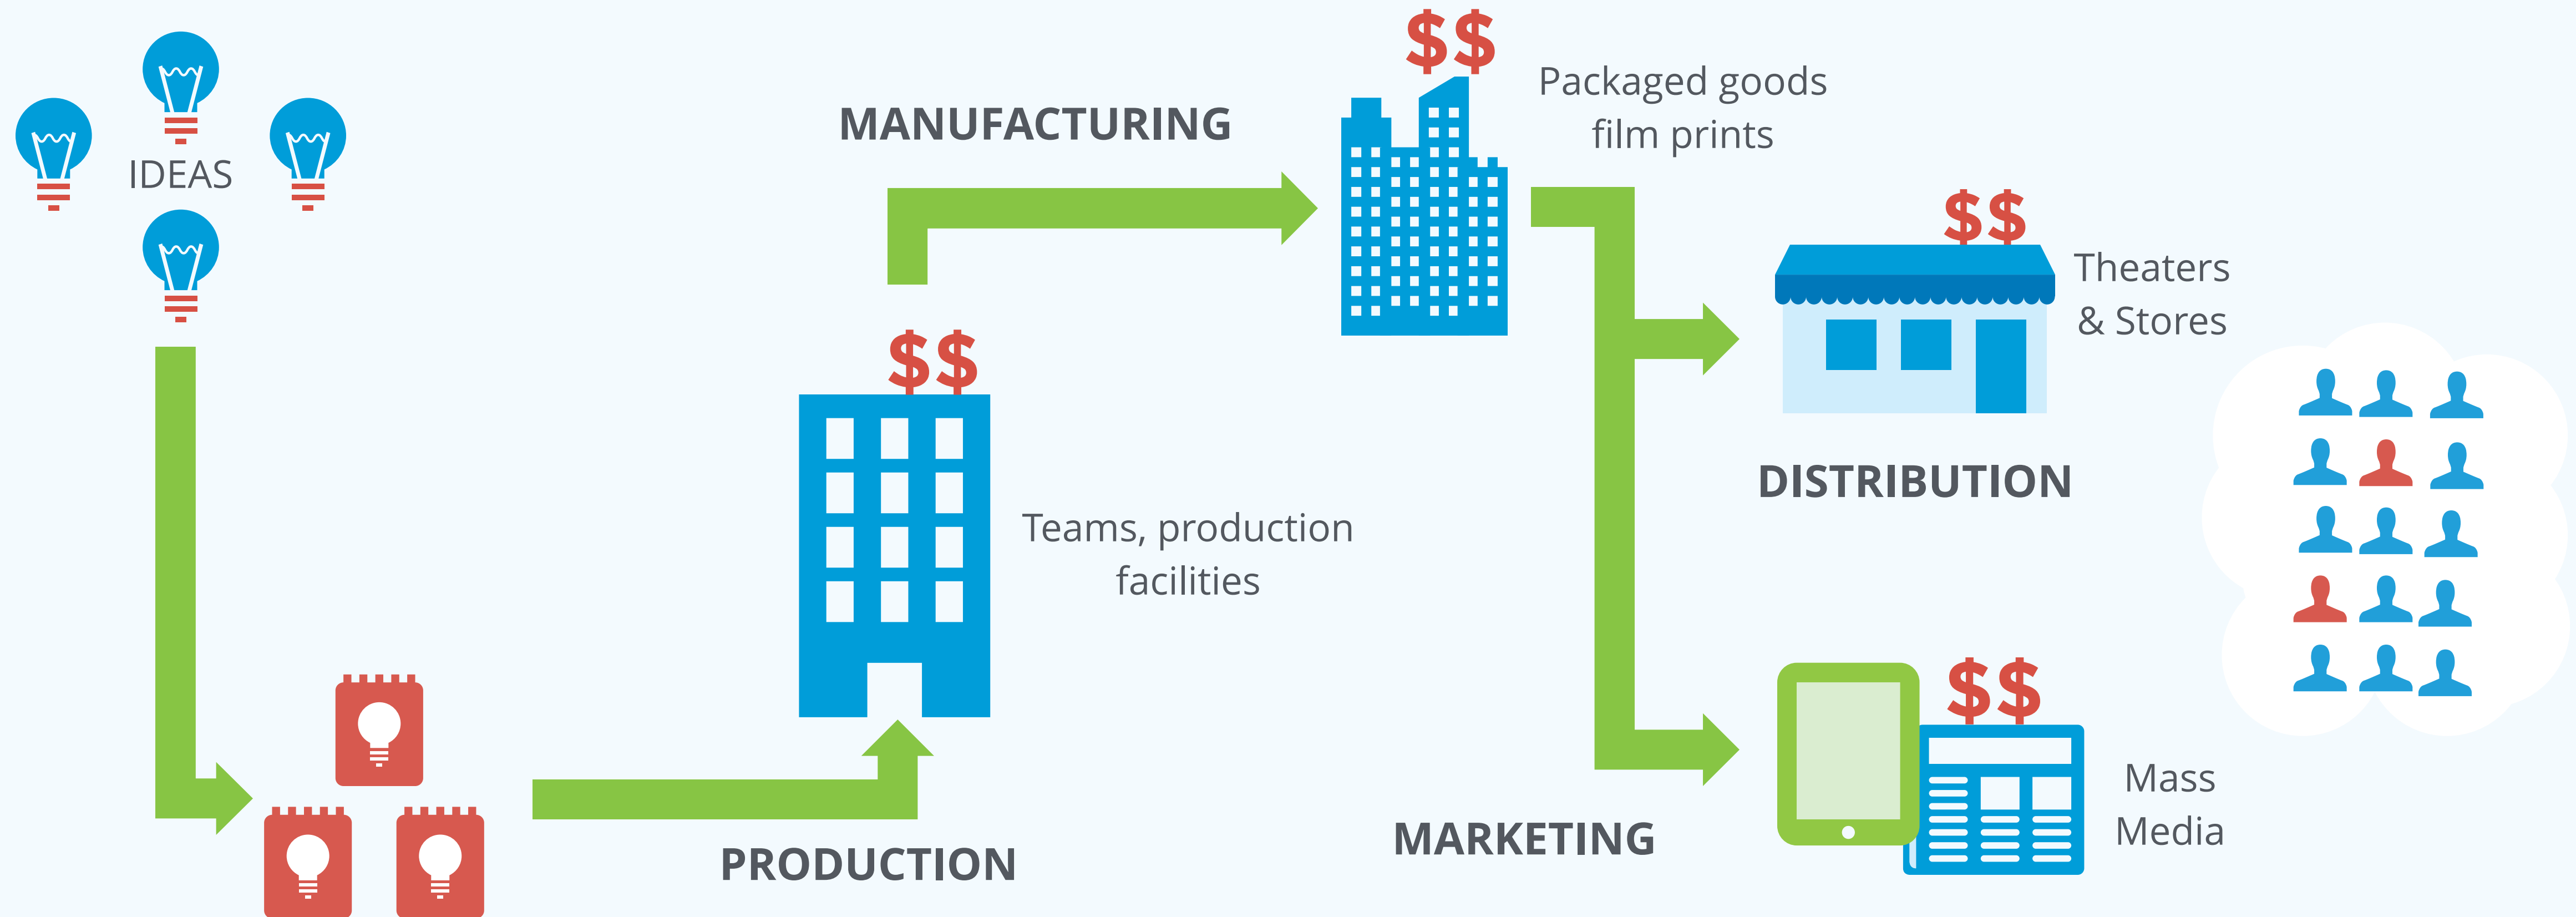 IDEAS
MANUFACTURING
$$
Packaged goods
film prints
$$
Theaters
& Stores
$$
Teams, production
facilities
DISTRIBUTION
$$
Mass
Media
MARKETING
PRODUCTION